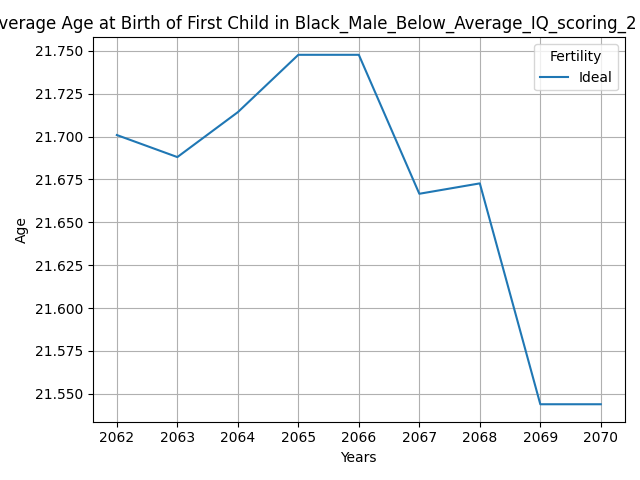 verage Age at Birth of First Child in Black_Male_Below_Average_IQ_scoring_2
Fertility
Ideal
21.750
21.725
21.700
21.675
21.650
21.625
21.600
21.575
21.550
Age
2062 2063 2064 2065 2066 2067 2068 2069 2070
Years